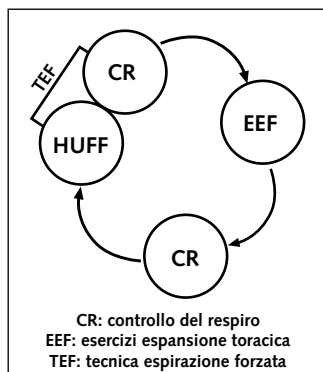 TEF
CR
EEF
HUFF
CR
CR: controllo del respiro
EEF: esercizi espansione toracica
TEF: tecnica espirazione forzata